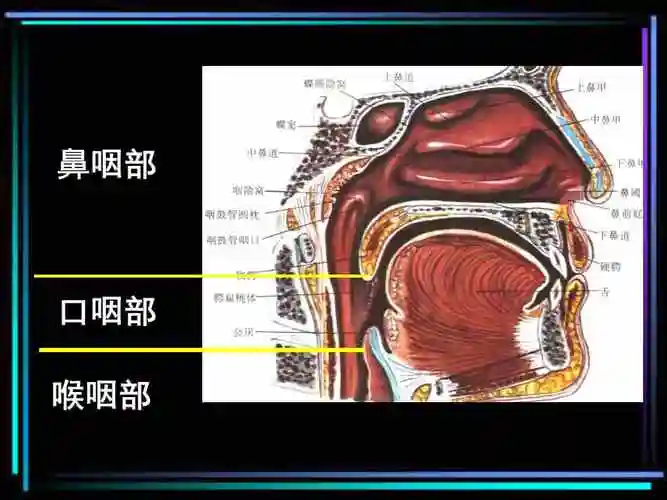 鼻咽部
口咽部
喉咽部
蝶筛隐窝
上鼻道
上鼻甲
蝶窦
中鼻甲
中鼻道
下鼻甲
咽隐窝
鼻阈
咽鼓管圆枕
鼻前庭
咽鼓管咽口
下鼻道
硬腭
舌
腭扁桃体
会厌